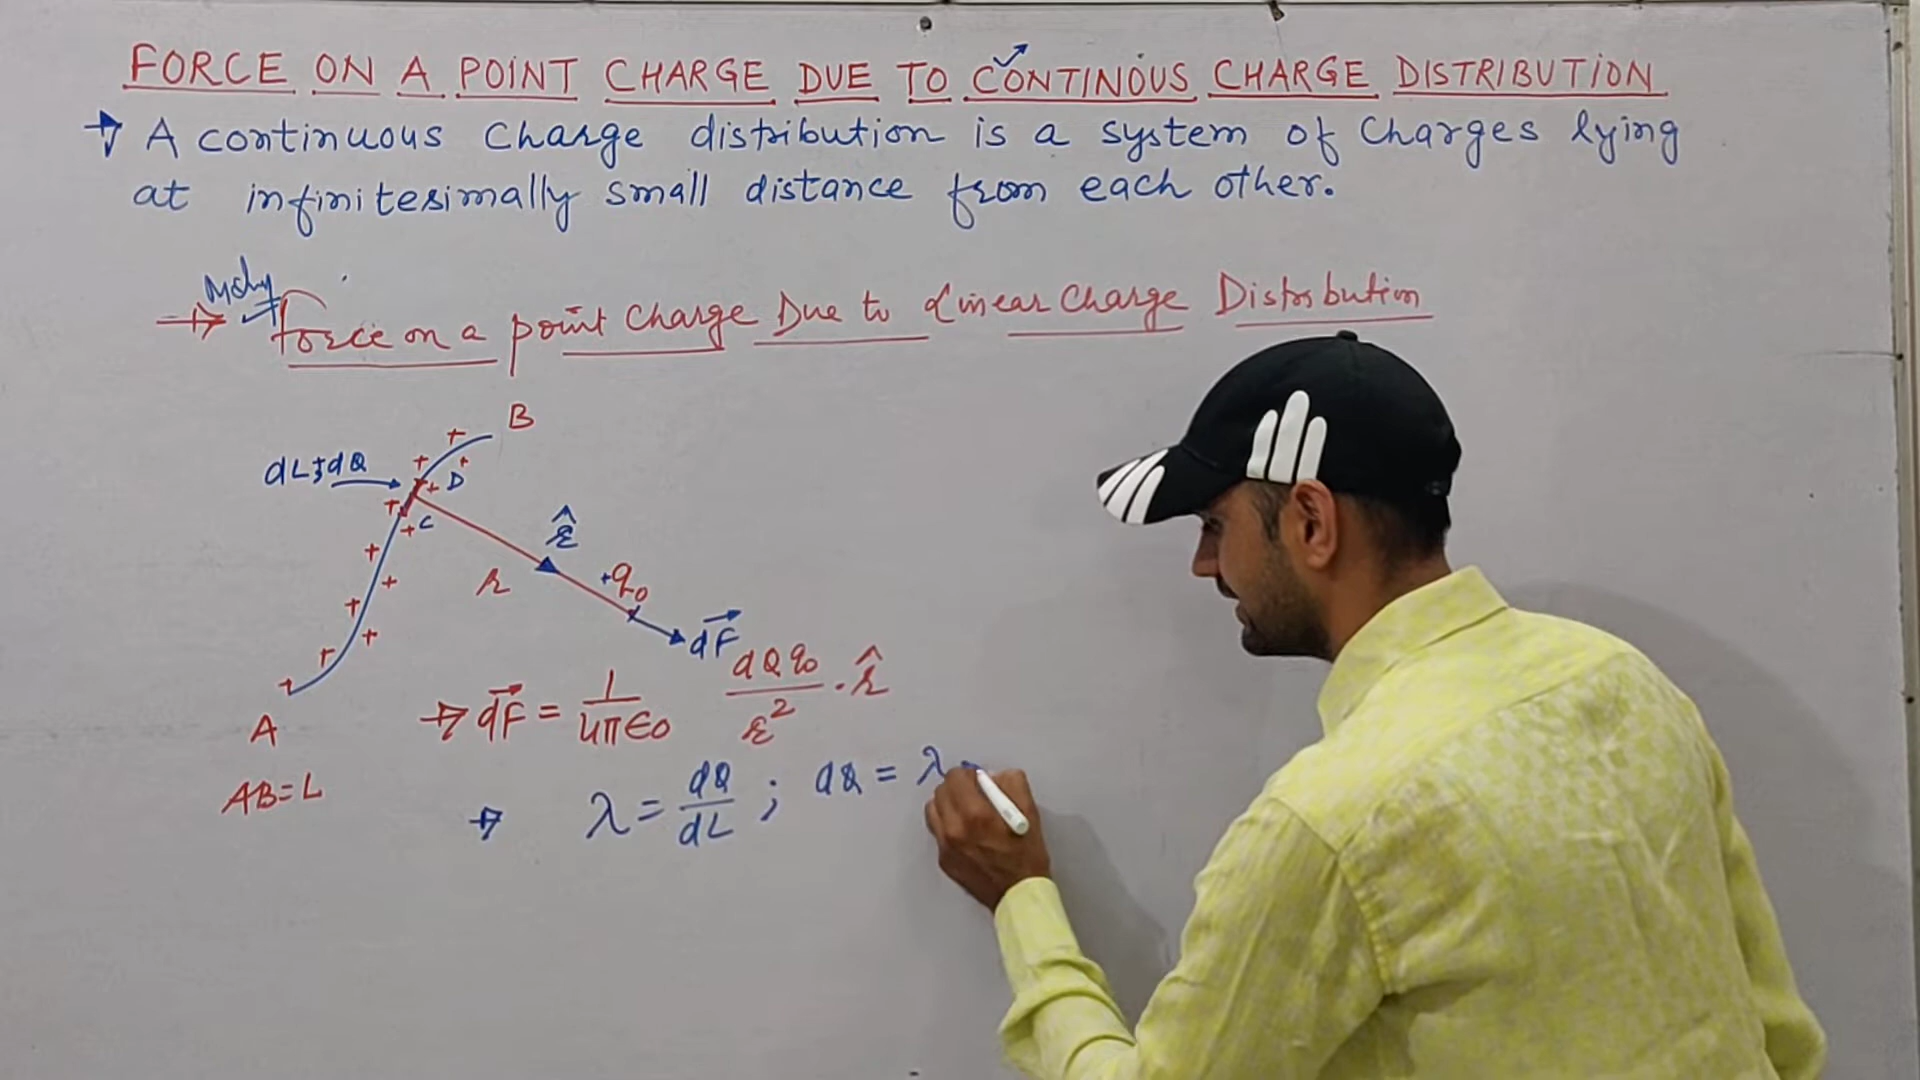 FORCE ON A POINT CHARGE DUE TO CONTINOUS CHARGE DISTRIBUTION
A continuous Charge distribution is a system of Charges lying
at infinitesimally small distance from each other.
force on a point Charge Due to Linear Charge Distribution
B
dL; dQ
D
C
r̂
r
+q₀
dF⃗
A
AB=L
dF⃗ = 1/4πϵ₀ dQq₀/r² . r̂
λ = dQ/dL ; dQ = λ